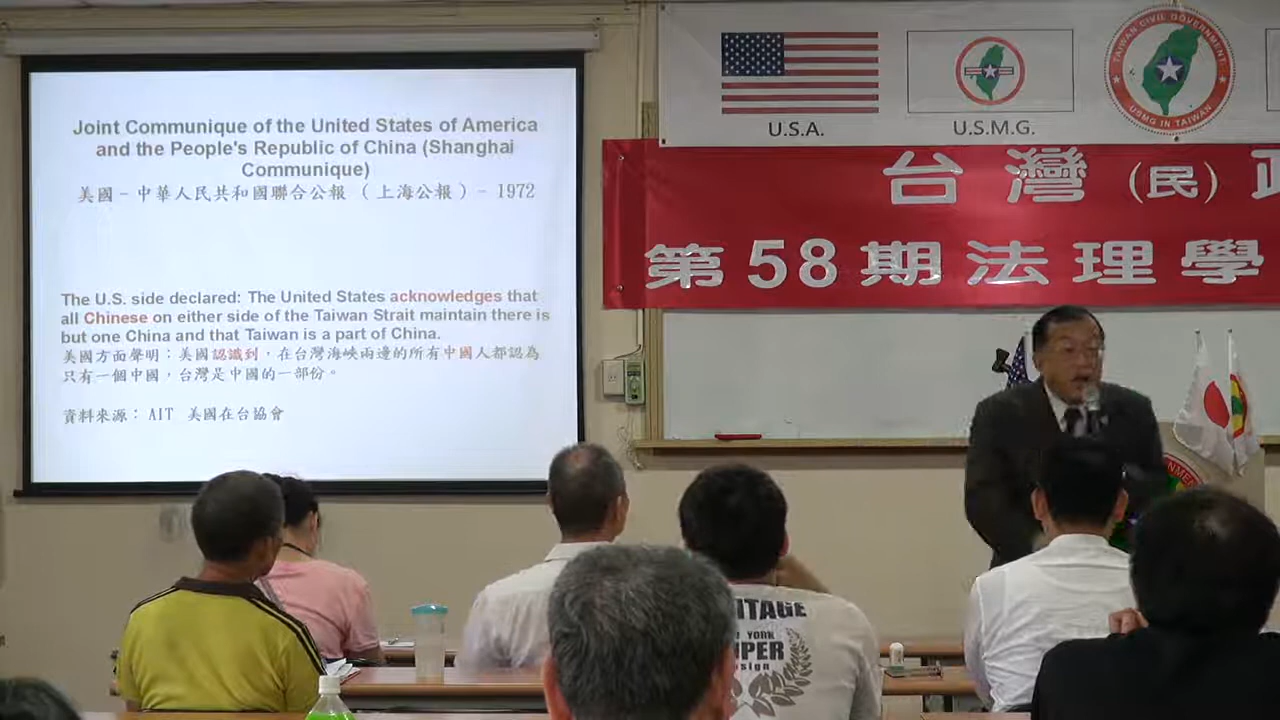 Joint Communique of the United States of America
and the People's Republic of China (Shanghai
Communique)
美國 - 中華人民共和國聯合公報 ( 上海公報 ) - 1972
The U.S. side declared: The United States acknowledges that
all Chinese on either side of the Taiwan Strait maintain there is
but one China and that Taiwan is a part of China.
美國方面聲明：美國認識到，在台灣海峽兩邊的所有中國人都認為
只有一個中國，台灣是中國的一部份。
資料來源： AIT 美國在台協會
U.S.A.
U.S.M.G.
TAIWAN CIVIL GOVERNMENT
USMG IN TAIWAN
台灣(民)
第58期法理學
YORK